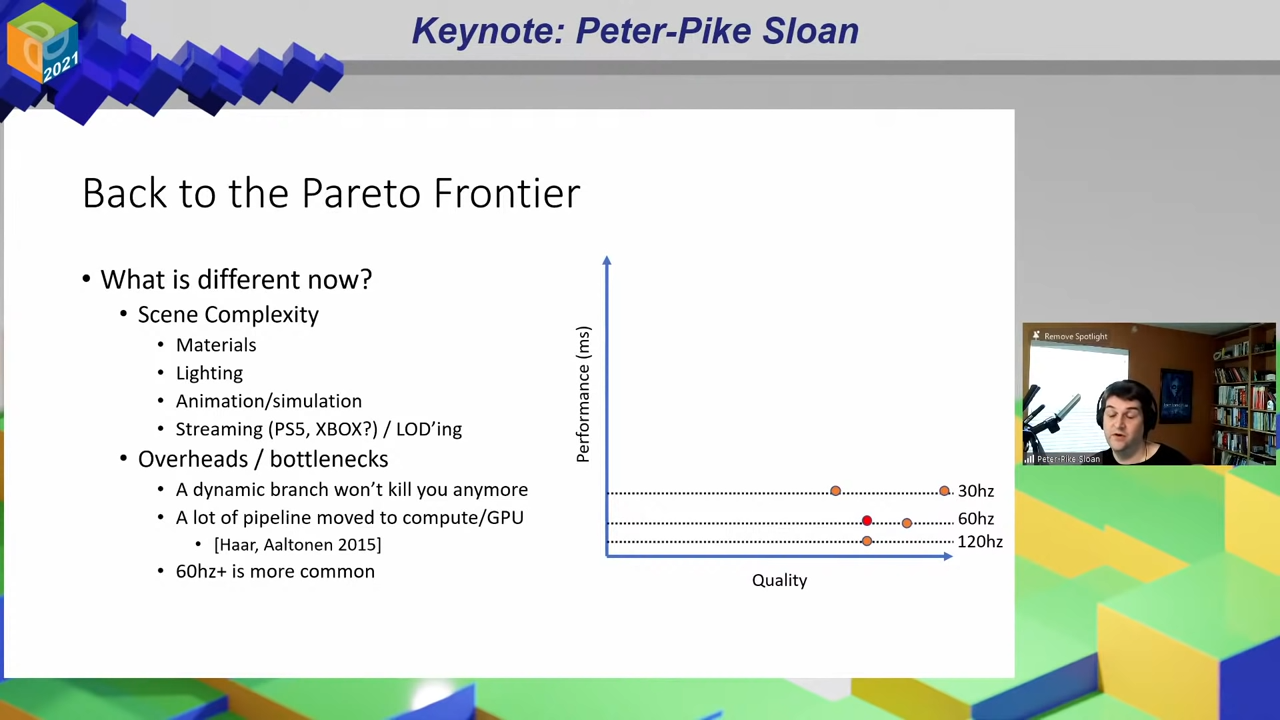 Keynote: Peter-Pike Sloan
2021
Back to the Pareto Frontier
• What is different now?
• Scene Complexity
• Materials
• Lighting
• Animation/simulation
• Streaming (PS5, XBOX?) / LOD'ing
• Overheads / bottlenecks
• A dynamic branch won't kill you anymore
• A lot of pipeline moved to compute/GPU
• [Haar, Aaltonen 2015]
• 60hz+ is more common
Performance (ms)
30hz
60hz
120hz
Quality
Remove Spotlight
Peter-Pike Sloan